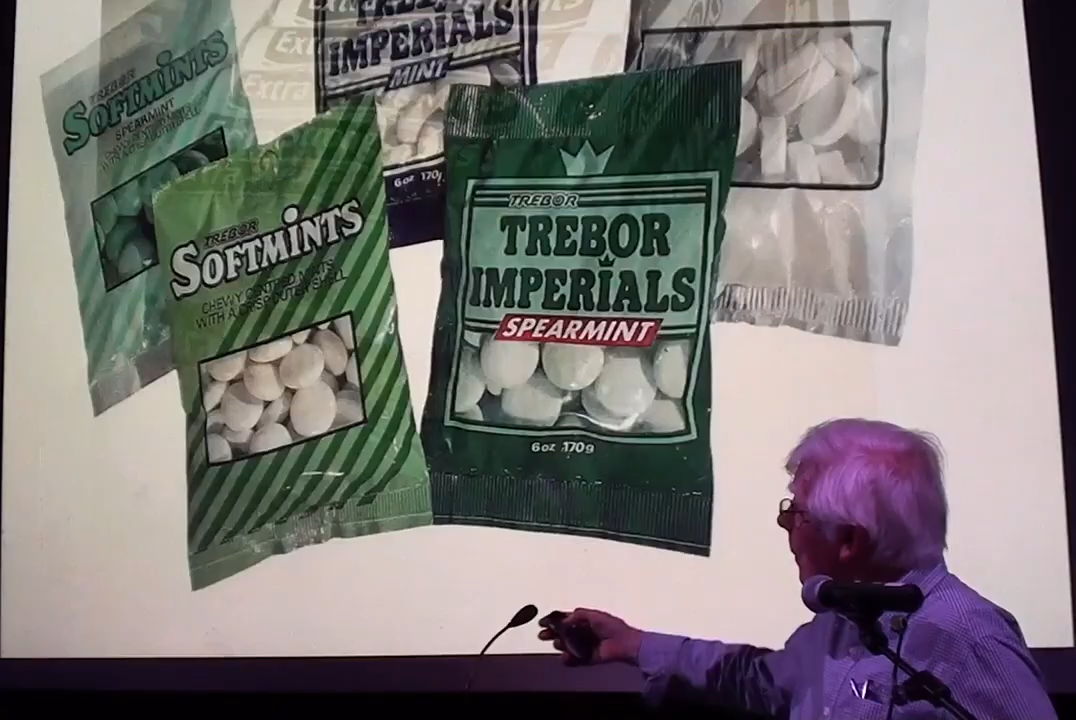 TREBOR
SOFTMINTS
SPEARMINT
Extra
IMPERIALS
MINT
6oz 170g
TREBOR
SOFTMINTS
CHEWY CENTRED MINTS
WITH A CRISP OUTER SHELL
TREBOR
TREBOR
IMPERIALS
SPEARMINT
6oz 170g